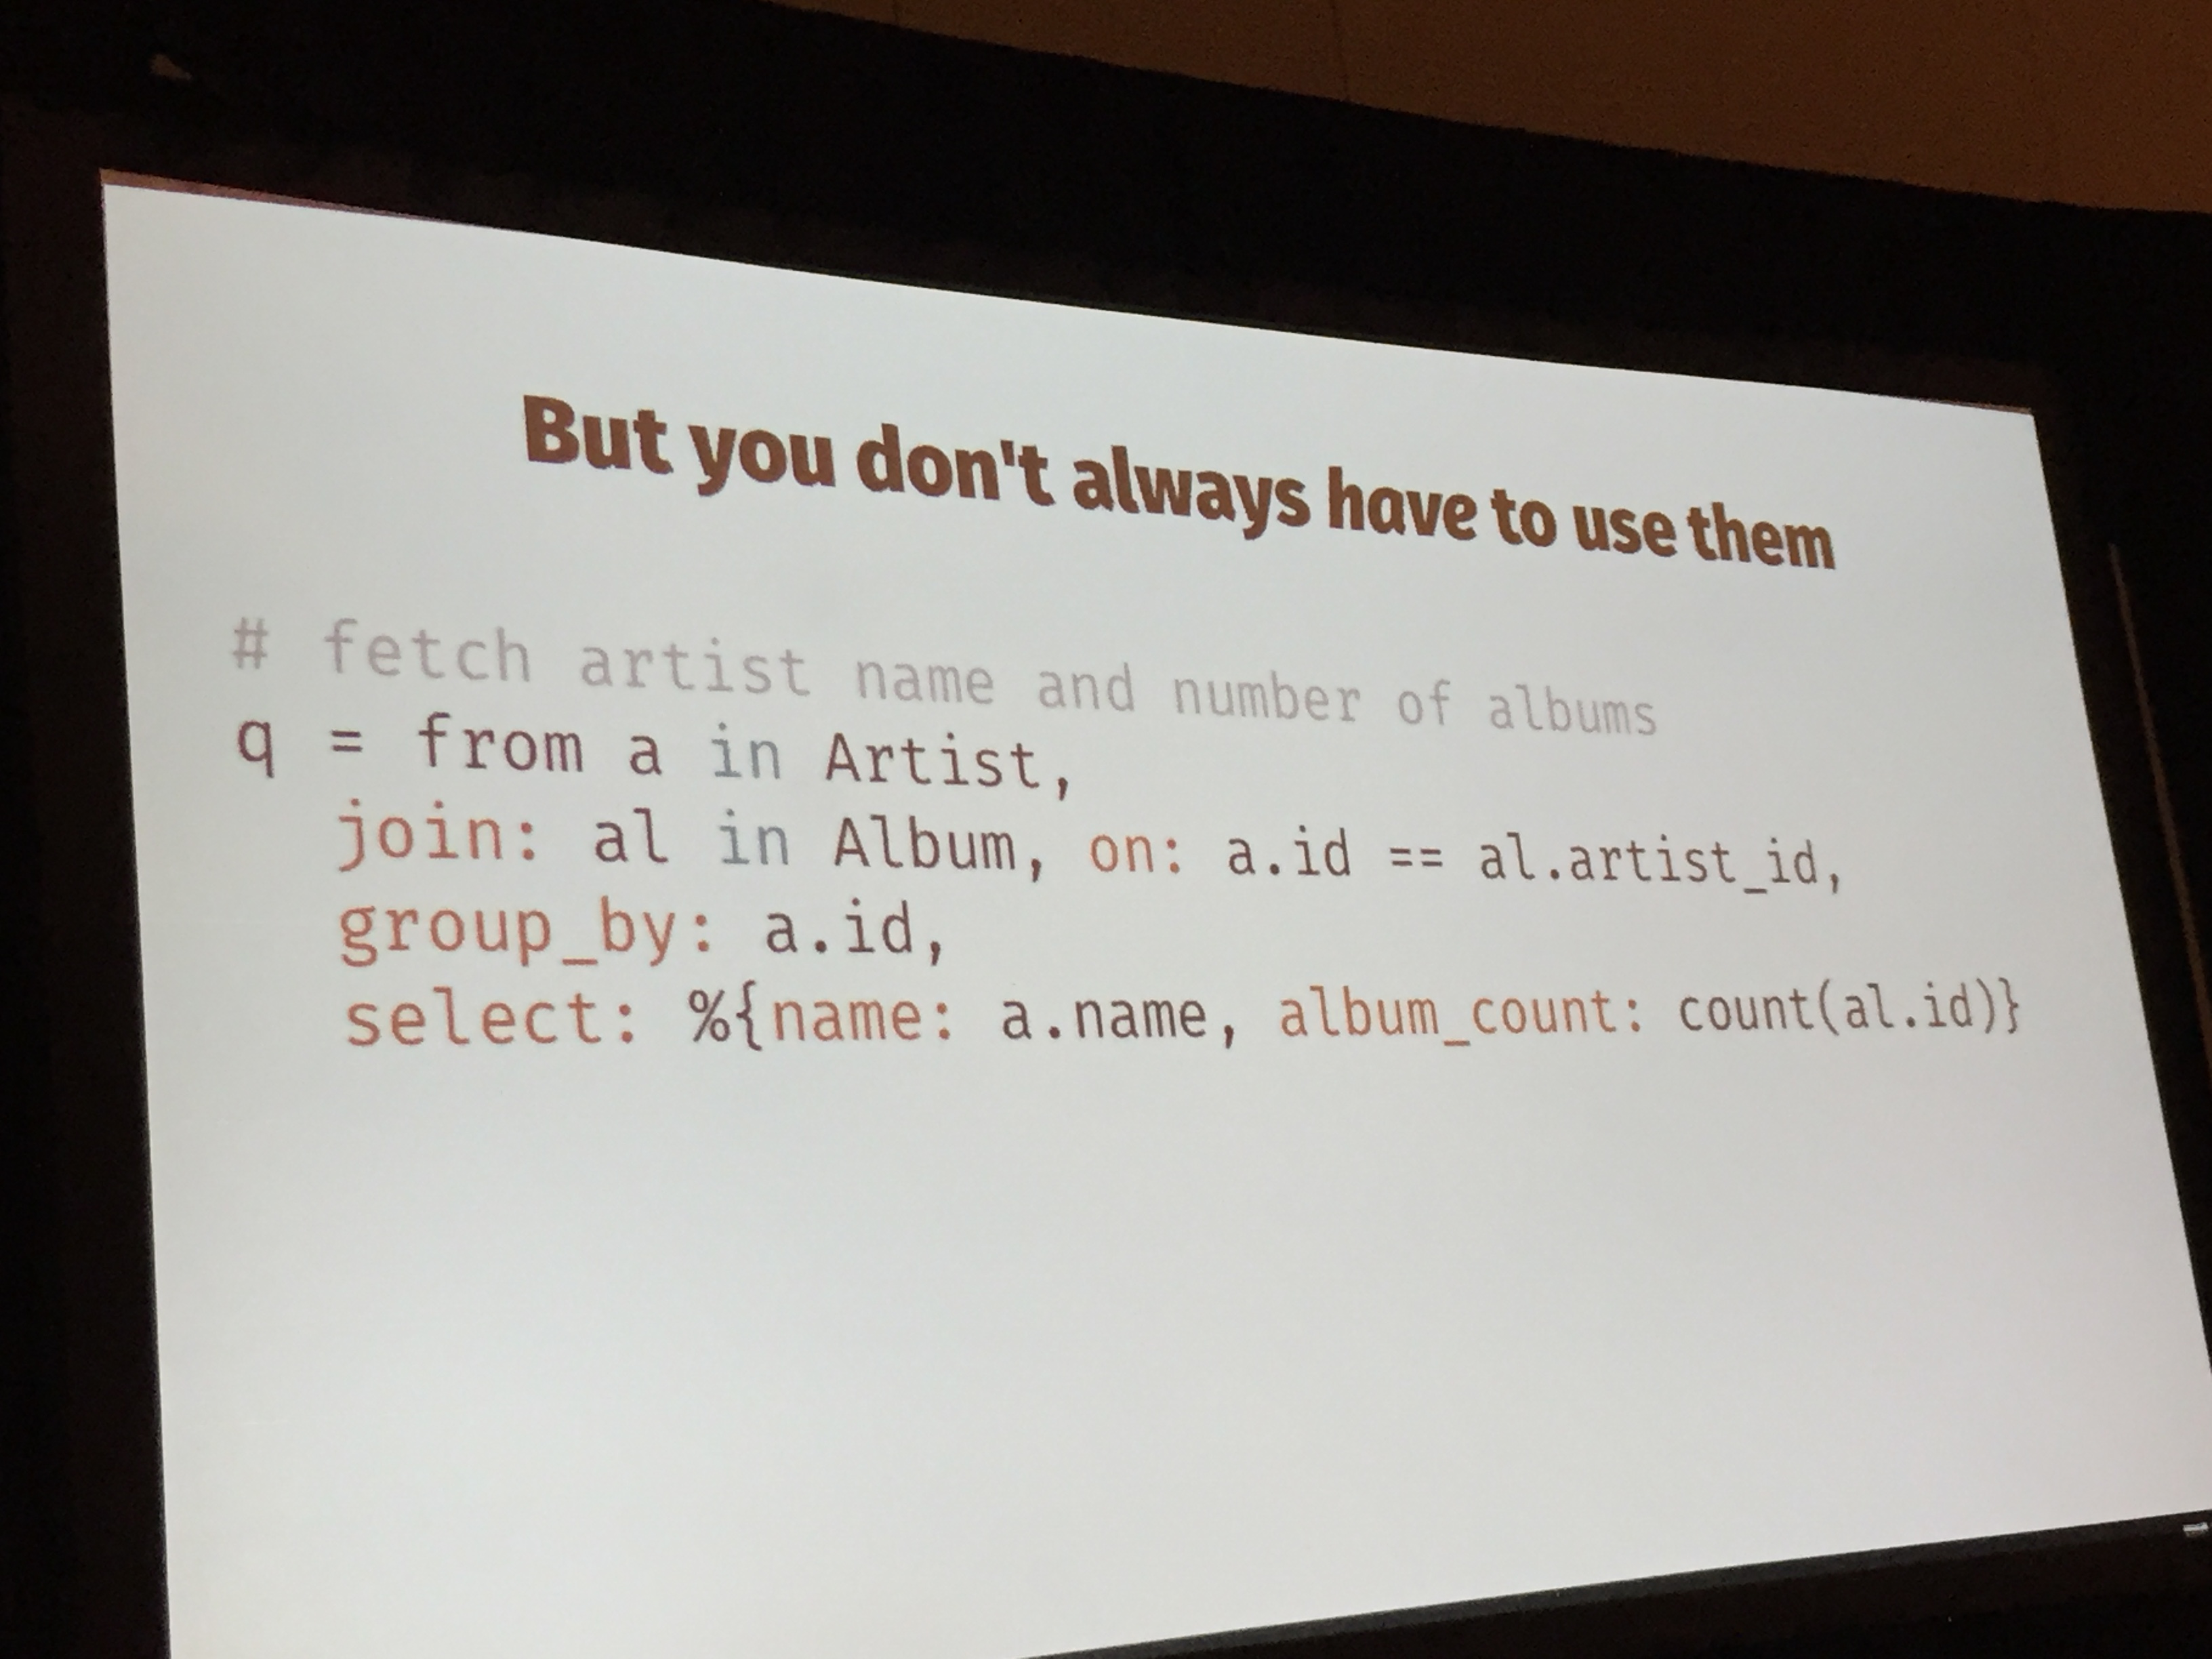 But you don't always have to use them
# fetch artist name and number of albums
q = from a in Artist,
  join: al in Album, on: a.id == al.artist_id,
  group_by: a.id,
  select: %{name: a.name, album_count: count(al.id)}